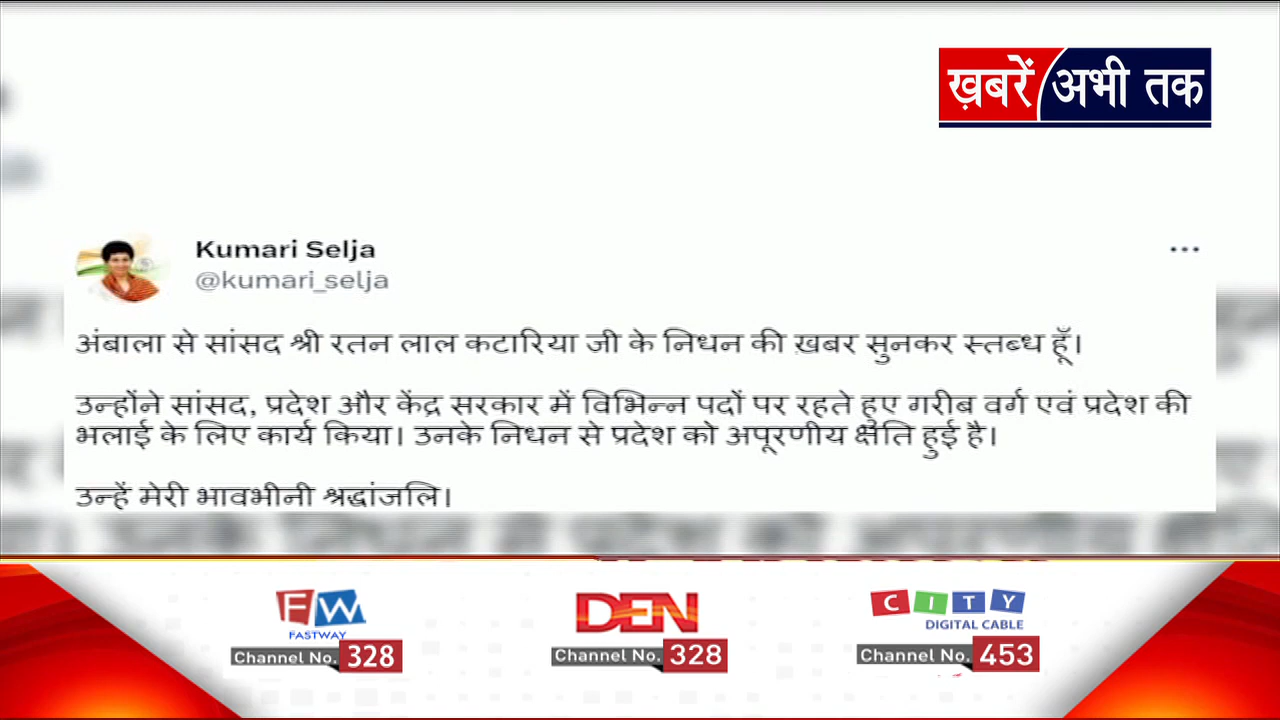 ख़बरें अभी तक
Kumari Selja
@kumari_selja
अंबाला से सांसद श्री रतन लाल कटारिया जी के निधन की ख़बर सुनकर स्तब्ध हूँ।
उन्होंने सांसद, प्रदेश और केंद्र सरकार में विभिन्न पदों पर रहते हुए गरीब वर्ग एवं प्रदेश की
भलाई के लिए कार्य किया। उनके निधन से प्रदेश को अपूरणीय क्षति हुई है।
उन्हें मेरी भावभीनी श्रद्धांजलि।
FW
FASTWAY
Channel No. 328
DEN
Channel No. 328
CITY
DIGITAL CABLE
Channel No. 453